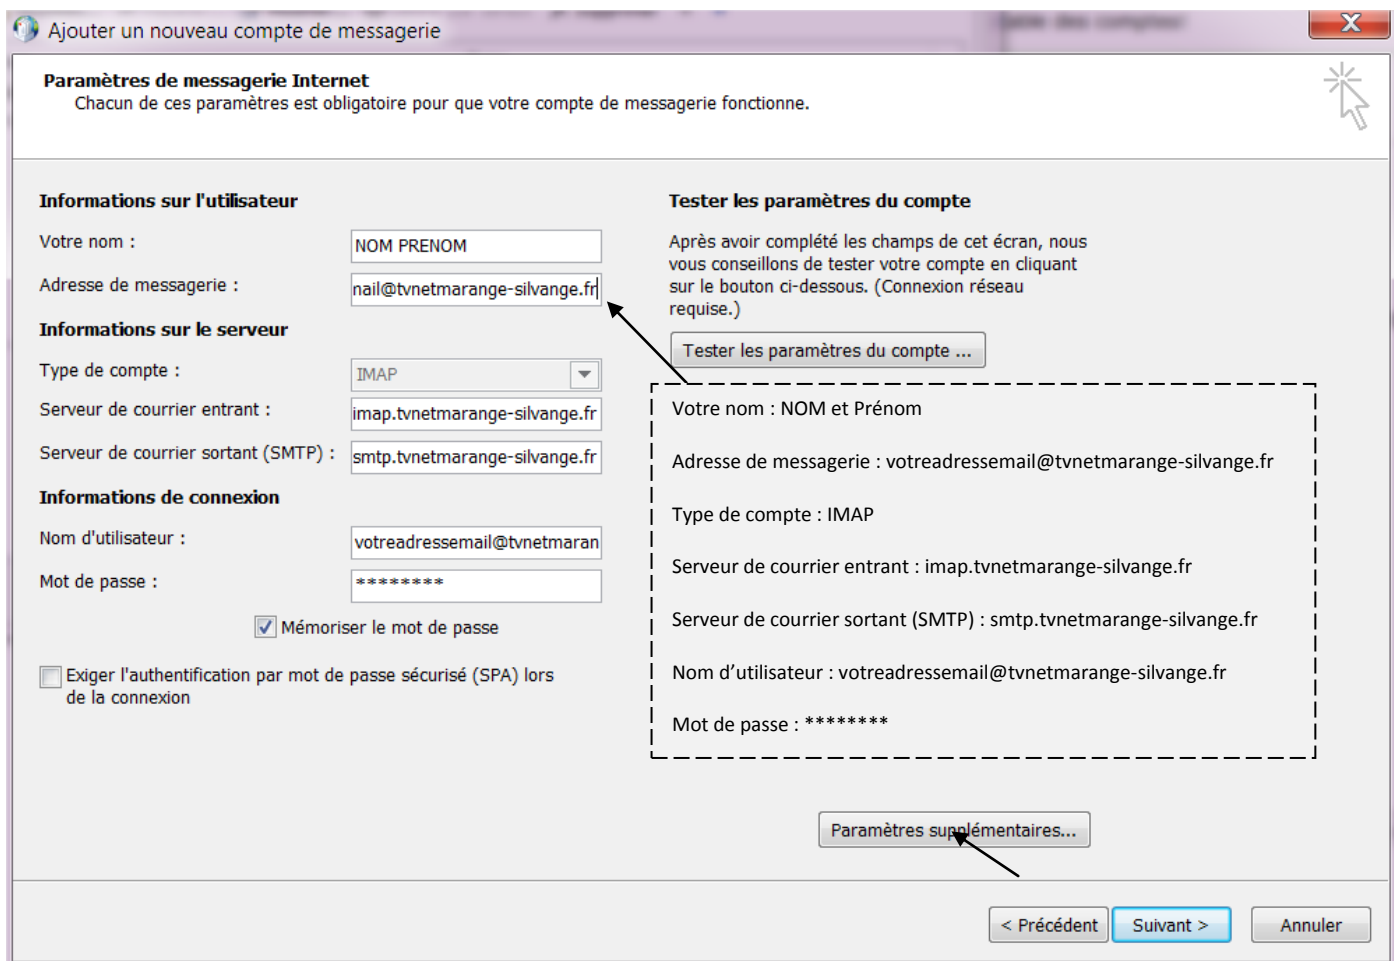 Ajouter un nouveau compte de messagerie
Paramètres de messagerie Internet
Chacun de ces paramètres est obligatoire pour que votre compte de messagerie fonctionne.
Informations sur l'utilisateur
Votre nom :
NOM PRENOM
Adresse de messagerie :
nail@tvnetmarange-silvange.fr
Informations sur le serveur
Type de compte :
IMAP
Serveur de courrier entrant :
imap.tvnetmarange-silvange.fr
Serveur de courrier sortant (SMTP) :
smtp.tvnetmarange-silvange.fr
Informations de connexion
Nom d'utilisateur :
votreadressemail@tvnetmaran
Mot de passe :
********
Mémoriser le mot de passe
Exiger l'authentification par mot de passe sécurisé (SPA) lors
de la connexion
Tester les paramètres du compte
Après avoir complété les champs de cet écran, nous
vous conseillons de tester votre compte en cliquant
sur le bouton ci-dessous. (Connexion réseau
requise.)
Tester les paramètres du compte ...
Votre nom : NOM et Prénom
Adresse de messagerie : votreadressemail@tvnetmarange-silvange.fr
Type de compte : IMAP
Serveur de courrier entrant : imap.tvnetmarange-silvange.fr
Serveur de courrier sortant (SMTP) : smtp.tvnetmarange-silvange.fr
Nom d’utilisateur : votreadressemail@tvnetmarange-silvange.fr
Mot de passe : ********
Paramètres supplémentaires...
< Précédent
Suivant >
Annuler